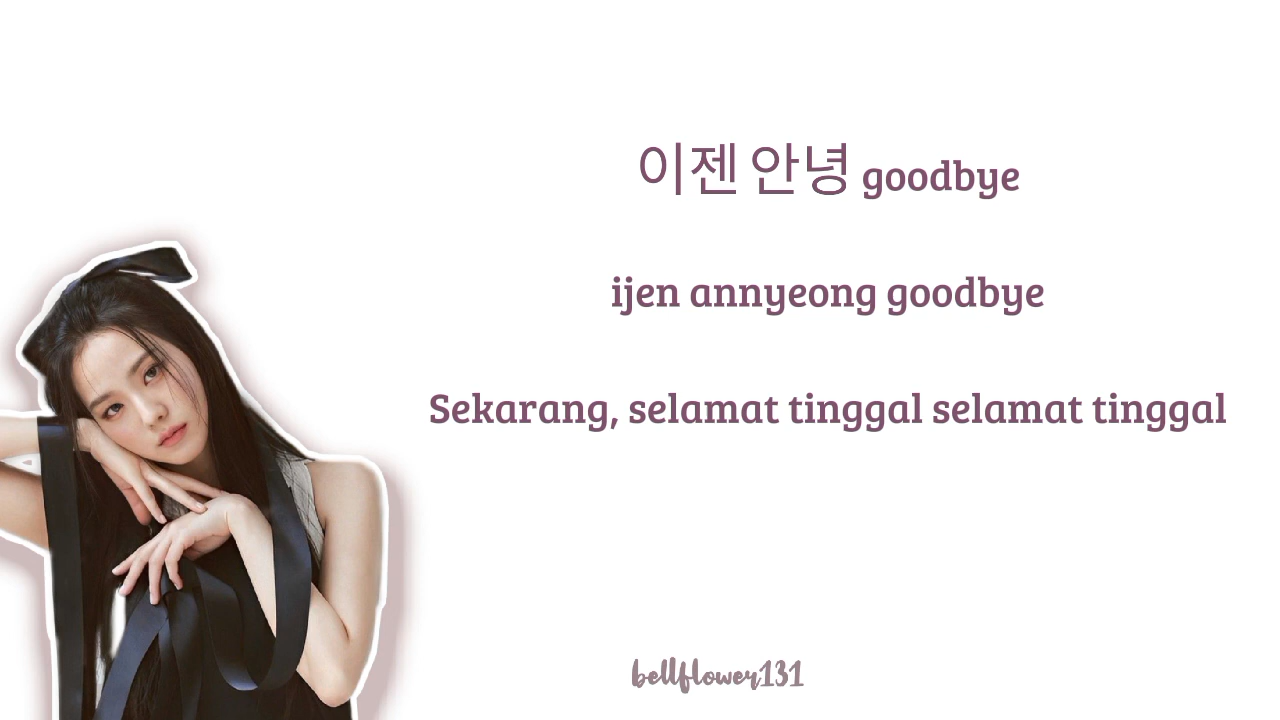 이젠 안녕 goodbye
ijen annyeong goodbye
Sekarang, selamat tinggal selamat tinggal
bellflower131